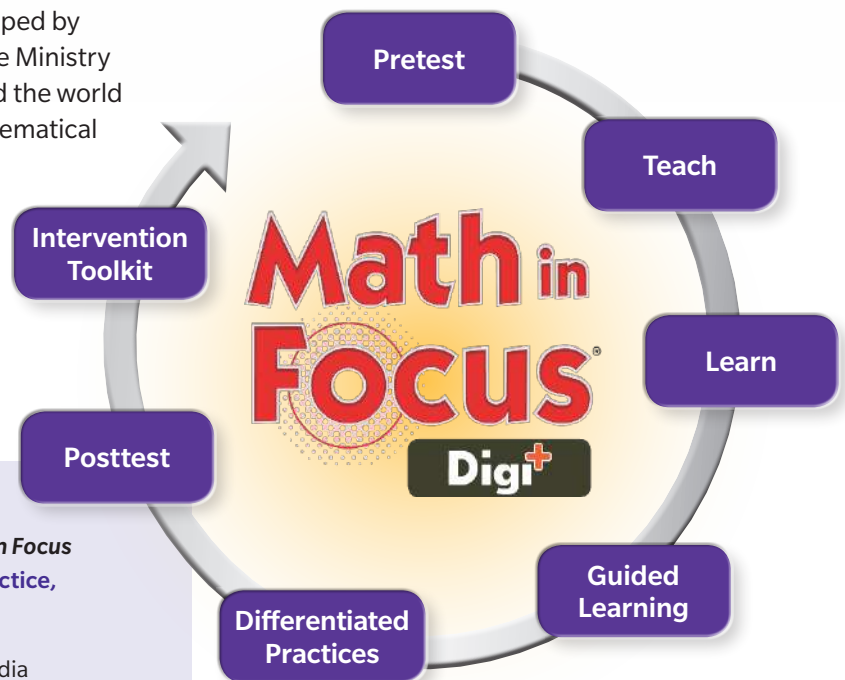 ped by
e Ministry
d the world
ematical
Pretest
Teach
Learn
Guided
Learning
Differentiated
Practices
Posttest
Intervention
Toolkit
Math in
Focus®
Digi+
n Focus
ctice,
dia